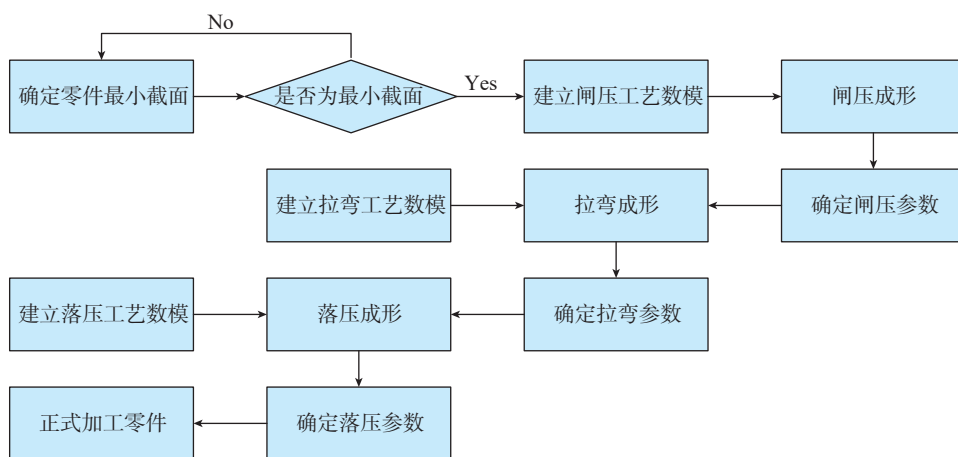 No
确定零件最小截面
是否为最小截面
Yes
建立闸压工艺数模
闸压成形
建立拉弯工艺数模
拉弯成形
确定闸压参数
建立落压工艺数模
落压成形
确定拉弯参数
正式加工零件
确定落压参数